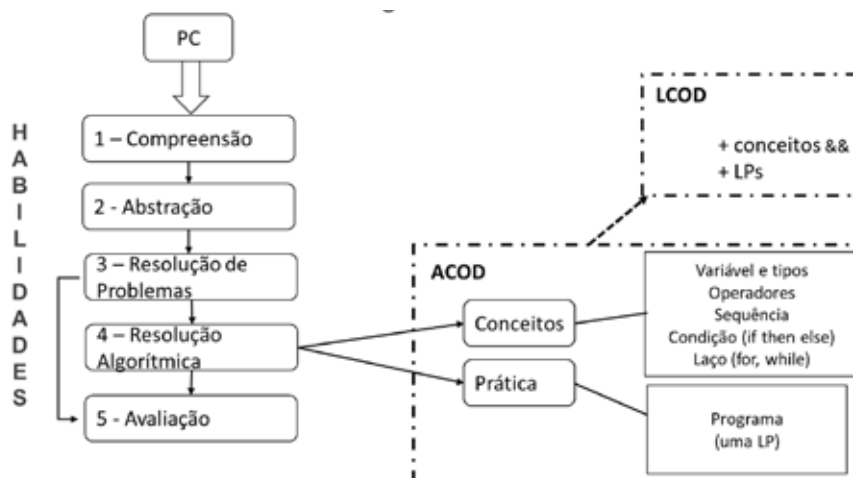 PC
HABILIDADES
1 – Compreensão
2 - Abstração
3 – Resolução de
Problemas
4 – Resolução
Algorítmica
5 - Avaliação
LCOD
+ conceitos &&
+ LPs
ACOD
Conceitos
Prática
Variável e tipos
Operadores
Sequência
Condição (if then else)
Laço (for, while)
Programa
(uma LP)